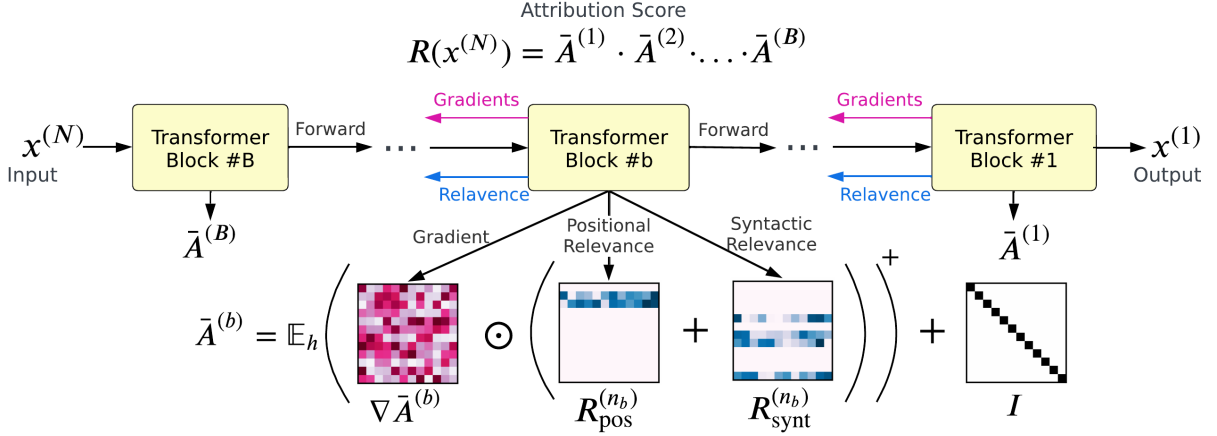 Attribution Score
R(x^(N)) = Ā^(1) · Ā^(2) · . . . · Ā^(B)
Gradients
Gradients
x^(N)
Input
Transformer
Block #B
Forward
...
Transformer
Block #b
Forward
...
Transformer
Block #1
x^(1)
Output
Relavence
Relavence
Ā^(B)
Gradient
Positional
Relevance
Syntactic
Relevance
Ā^(1)
Ā^(b) = 𝔼_h ( ⊙ ( + ) )^+ +
∇Ā^(b)
R_pos^(n_b)
R_synt^(n_b)
I